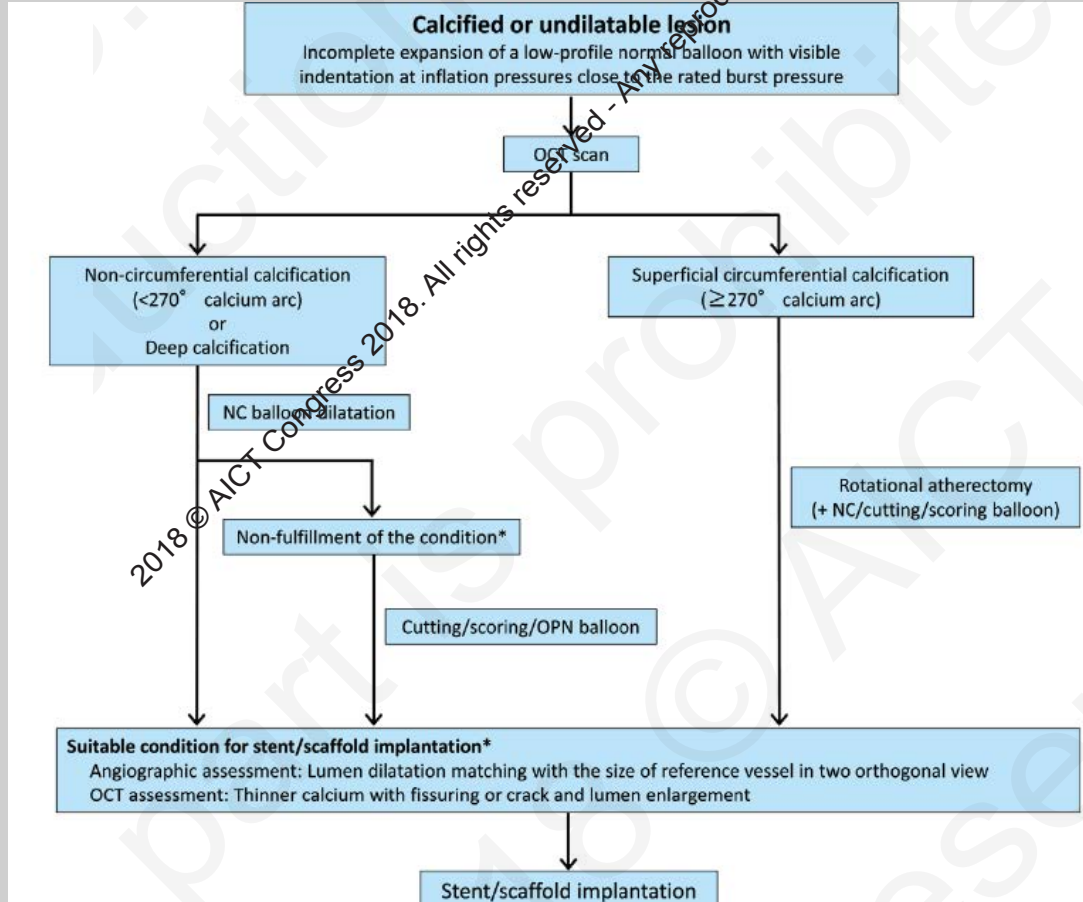 Calcified or undilatable lesion
Incomplete expansion of a low-profile normal balloon with visible
indentation at inflation pressures close to the rated burst pressure
OCT scan
Non-circumferential calcification
(<270° calcium arc)
or
Deep calcification
Superficial circumferential calcification
(≧270° calcium arc)
NC balloon dilatation
Rotational atherectomy
(+ NC/cutting/scoring balloon)
Non-fulfillment of the condition*
Cutting/scoring/OPN balloon
Suitable condition for stent/scaffold implantation*
Angiographic assessment: Lumen dilatation matching with the size of reference vessel in two orthogonal view
OCT assessment: Thinner calcium with fissuring or crack and lumen enlargement
Stent/scaffold implantation
2018 © AICT Congress 2018. All rights reserved - Any
part is prohibite
© AICT